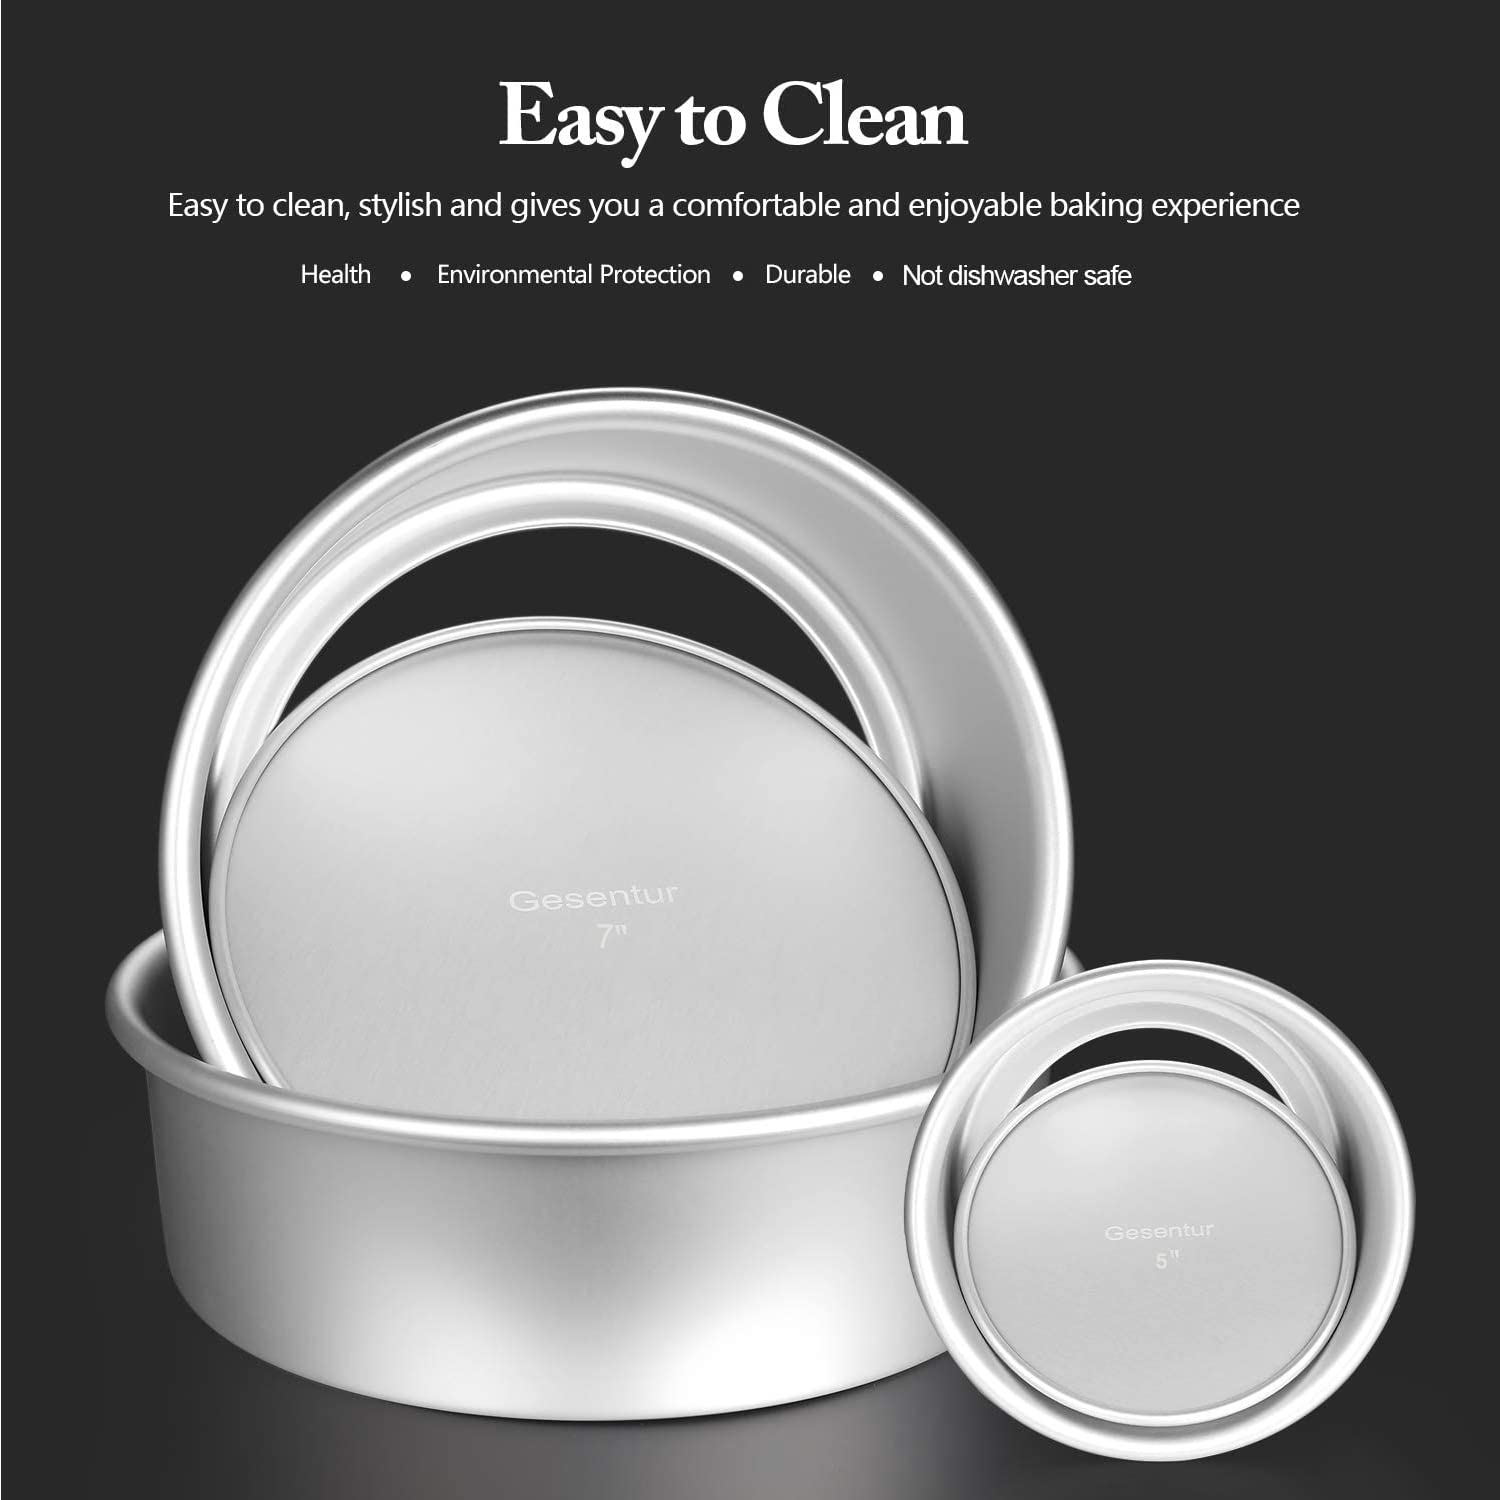 Easy to Clean
Easy to clean, stylish and gives you a comfortable and enjoyable baking experience
Health • Environmental Protection • Durable • Not dishwasher safe
Gesentur
7"
Gesentur
5"